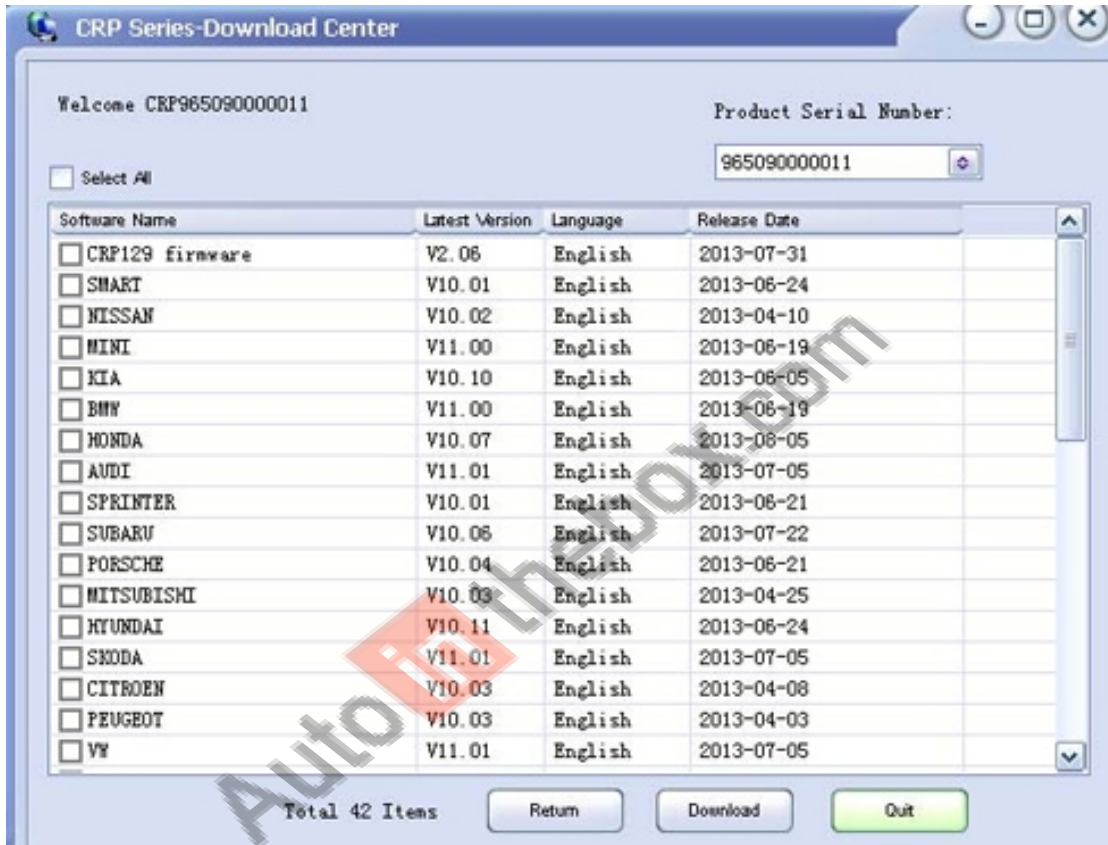 CRP Series-Download Center
Welcome CRP965090000011
Product Serial Number:
965090000011
Select All
Software Name Latest Version Language Release Date
CRP129 firmware V2.06 English 2013-07-31
SMART V10.01 English 2013-06-24
NISSAN V10.02 English 2013-04-10
MINI V11.00 English 2013-06-19
KIA V10.10 English 2013-06-05
BMW V11.00 English 2013-06-19
HONDA V10.07 English 2013-08-05
AUDI V11.01 English 2013-07-05
SPRINTER V10.01 English 2013-06-21
SUBARU V10.06 English 2013-07-22
PORSCHE V10.04 English 2013-06-21
MITSUBISHI V10.03 English 2013-04-25
HYUNDAI V10.11 English 2013-06-24
SKODA V11.01 English 2013-07-05
CITROEN V10.03 English 2013-04-08
PEUGEOT V10.03 English 2013-04-03
VW V11.01 English 2013-07-05
Total 42 Items Return Download Quit
Autointhebox.com